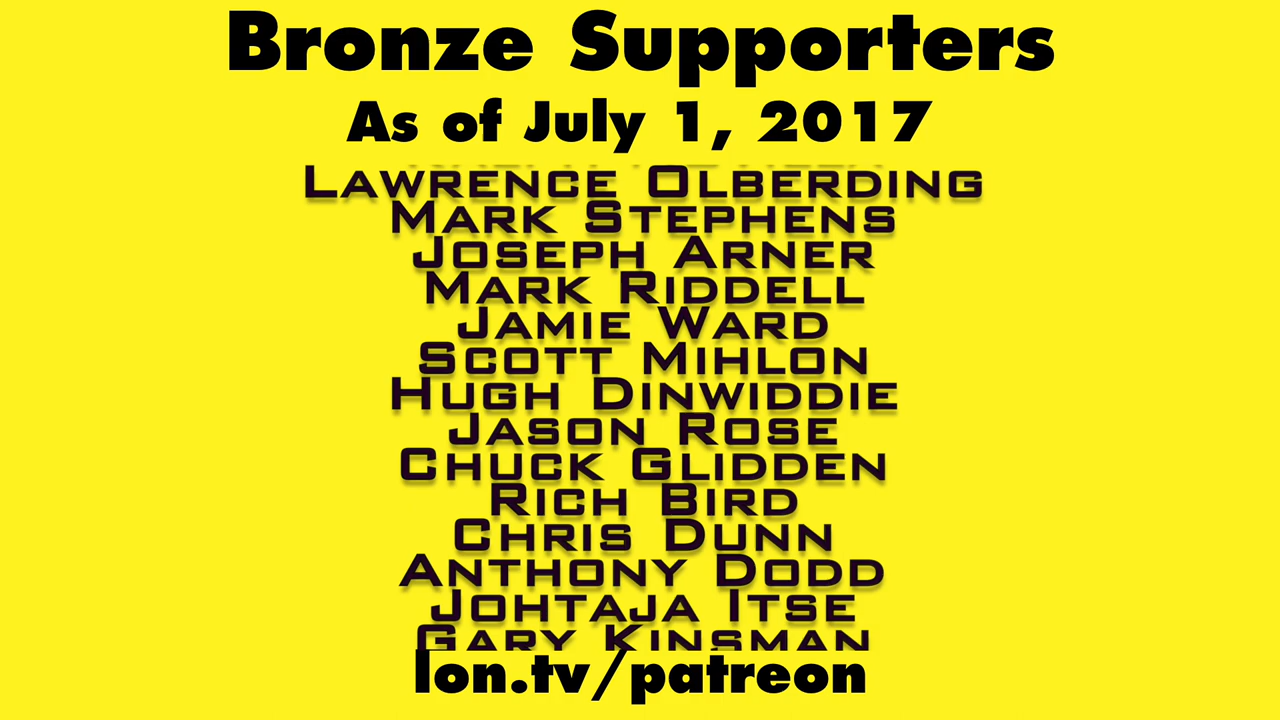 Bronze Supporters
As of July 1, 2017
Lawrence Olberding
Mark Stephens
Joseph Arner
Mark Riddell
Jamie Ward
Scott Mihlon
Hugh Dinwiddie
Jason Rose
Chuck Glidden
Rich Bird
Chris Dunn
Anthony Dodd
Johtaja Itse
Gary Kinsman
lon.tv/patreon